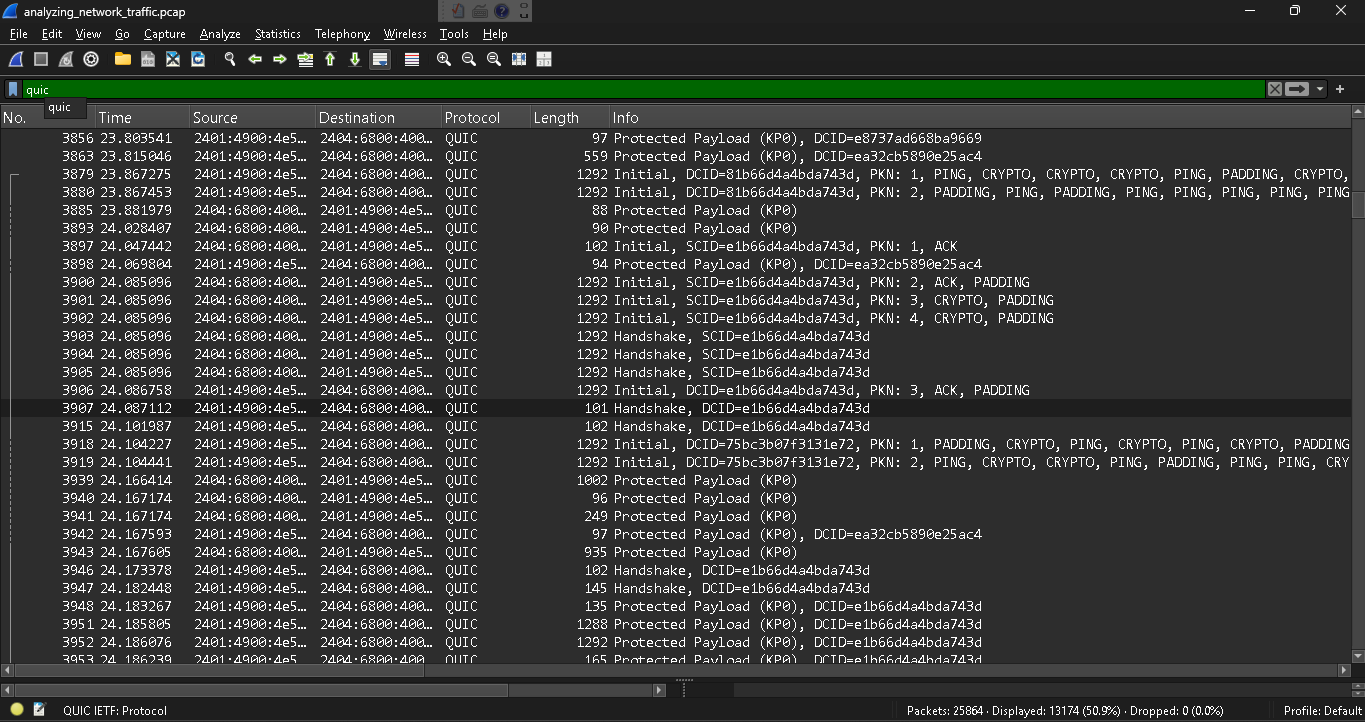 analyzing_network_traffic.pcap
File Edit View Go Capture Analyze Statistics Telephony Wireless Tools Help
quic
quic
No. Time Source Destination Protocol Length Info
3856 23.803541 2401:4900:4e5… 2404:6800:400… QUIC 97 Protected Payload (KP0), DCID=e8737ad668ba9669
3863 23.815046 2401:4900:4e5… 2404:6800:400… QUIC 559 Protected Payload (KP0), DCID=ea32cb5890e25ac4
3879 23.867275 2401:4900:4e5… 2404:6800:400… QUIC 1292 Initial, DCID=81b66d4a4bda743d, PKN: 1, PING, CRYPTO, CRYPTO, CRYPTO, PING, PADDING, CRYPTO,
3880 23.867453 2401:4900:4e5… 2404:6800:400… QUIC 1292 Initial, DCID=81b66d4a4bda743d, PKN: 2, PADDING, PING, PADDING, PING, PING, PING, PING, PING
3885 23.881979 2404:6800:400… 2401:4900:4e5… QUIC 88 Protected Payload (KP0)
3893 24.028407 2404:6800:400… 2401:4900:4e5… QUIC 90 Protected Payload (KP0)
3897 24.047442 2404:6800:400… 2401:4900:4e5… QUIC 102 Initial, SCID=e1b66d4a4bda743d, PKN: 1, ACK
3898 24.069804 2401:4900:4e5… 2404:6800:400… QUIC 94 Protected Payload (KP0), DCID=ea32cb5890e25ac4
3900 24.085096 2404:6800:400… 2401:4900:4e5… QUIC 1292 Initial, SCID=e1b66d4a4bda743d, PKN: 2, ACK, PADDING
3901 24.085096 2404:6800:400… 2401:4900:4e5… QUIC 1292 Initial, SCID=e1b66d4a4bda743d, PKN: 3, CRYPTO, PADDING
3902 24.085096 2404:6800:400… 2401:4900:4e5… QUIC 1292 Initial, SCID=e1b66d4a4bda743d, PKN: 4, CRYPTO, PADDING
3903 24.085096 2404:6800:400… 2401:4900:4e5… QUIC 1292 Handshake, SCID=e1b66d4a4bda743d
3904 24.085096 2404:6800:400… 2401:4900:4e5… QUIC 1292 Handshake, SCID=e1b66d4a4bda743d
3905 24.085096 2404:6800:400… 2401:4900:4e5… QUIC 1292 Handshake, SCID=e1b66d4a4bda743d
3906 24.086758 2401:4900:4e5… 2404:6800:400… QUIC 1292 Initial, DCID=e1b66d4a4bda743d, PKN: 3, ACK, PADDING
3907 24.087112 2401:4900:4e5… 2404:6800:400… QUIC 101 Handshake, DCID=e1b66d4a4bda743d
3915 24.101987 2401:4900:4e5… 2404:6800:400… QUIC 102 Handshake, DCID=e1b66d4a4bda743d
3918 24.104227 2401:4900:4e5… 2404:6800:400… QUIC 1292 Initial, DCID=75bc3b07f3131e72, PKN: 1, PADDING, CRYPTO, PING, CRYPTO, PING, CRYPTO, PADDING
3919 24.104441 2401:4900:4e5… 2404:6800:400… QUIC 1292 Initial, DCID=75bc3b07f3131e72, PKN: 2, PING, CRYPTO, CRYPTO, PING, PADDING, PING, PING, CRY
3939 24.166414 2404:6800:400… 2401:4900:4e5… QUIC 1002 Protected Payload (KP0)
3940 24.167174 2404:6800:400… 2401:4900:4e5… QUIC 96 Protected Payload (KP0)
3941 24.167174 2404:6800:400… 2401:4900:4e5… QUIC 249 Protected Payload (KP0)
3942 24.167593 2401:4900:4e5… 2404:6800:400… QUIC 97 Protected Payload (KP0), DCID=ea32cb5890e25ac4
3943 24.167605 2404:6800:400… 2401:4900:4e5… QUIC 935 Protected Payload (KP0)
3946 24.173378 2401:4900:4e5… 2404:6800:400… QUIC 102 Handshake, DCID=e1b66d4a4bda743d
3947 24.182448 2401:4900:4e5… 2404:6800:400… QUIC 145 Handshake, DCID=e1b66d4a4bda743d
3948 24.183267 2401:4900:4e5… 2404:6800:400… QUIC 135 Protected Payload (KP0), DCID=e1b66d4a4bda743d
3951 24.185805 2401:4900:4e5… 2404:6800:400… QUIC 1288 Protected Payload (KP0), DCID=e1b66d4a4bda743d
3952 24.186076 2401:4900:4e5… 2404:6800:400… QUIC 1292 Protected Payload (KP0), DCID=e1b66d4a4bda743d
3953 24.186239 2401:4900:4e5 2404:6800:400 QUIC 165 Protected Payload (KP0), DCID=e1b66d4a4bda743d
QUIC IETF: Protocol
Packets: 25864 · Displayed: 13174 (50.9%) · Dropped: 0 (0.0%)
Profile: Default